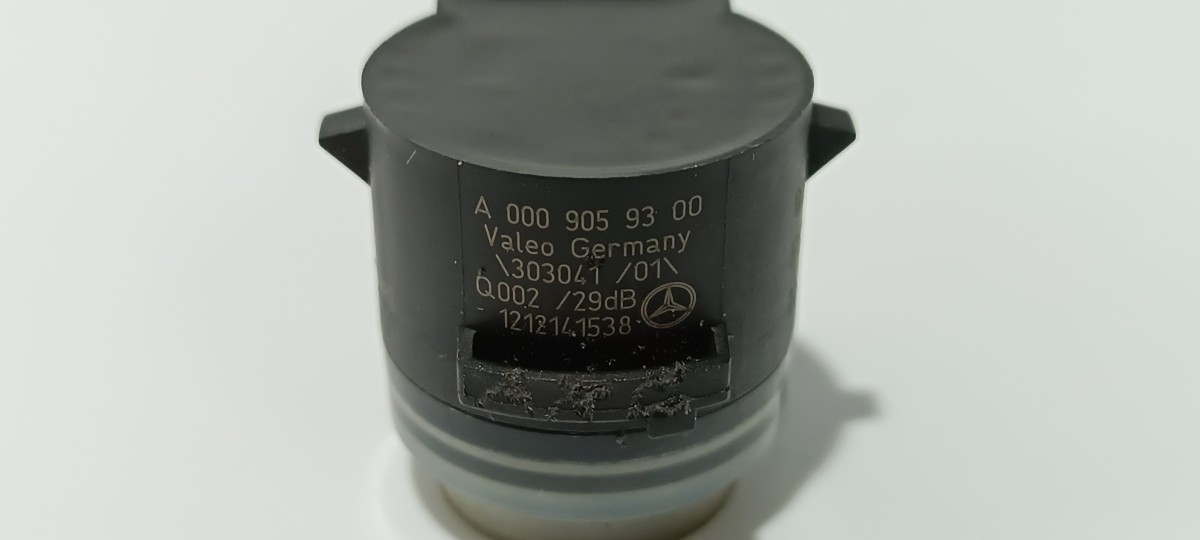 A 000 905 93 00
Valeo Germany
\303041 /01\
Q002 /29dB
1212141538